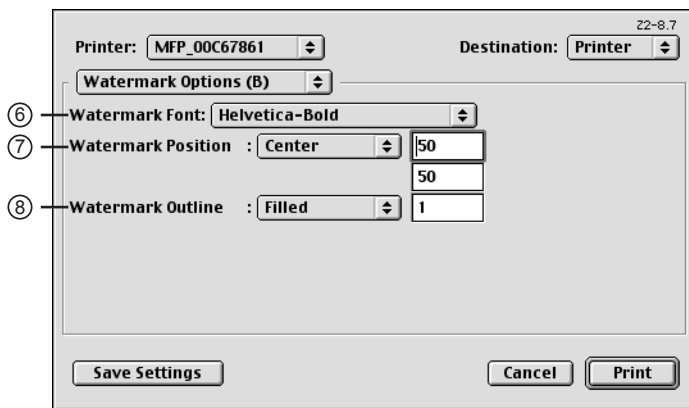 Z2-8.7
Printer: MFP_00C67861 Destination: Printer
Watermark Options (B)
⑥ Watermark Font: Helvetica-Bold
⑦ Watermark Position : Center 50
50
⑧ Watermark Outline : Filled 1
Save Settings Cancel Print